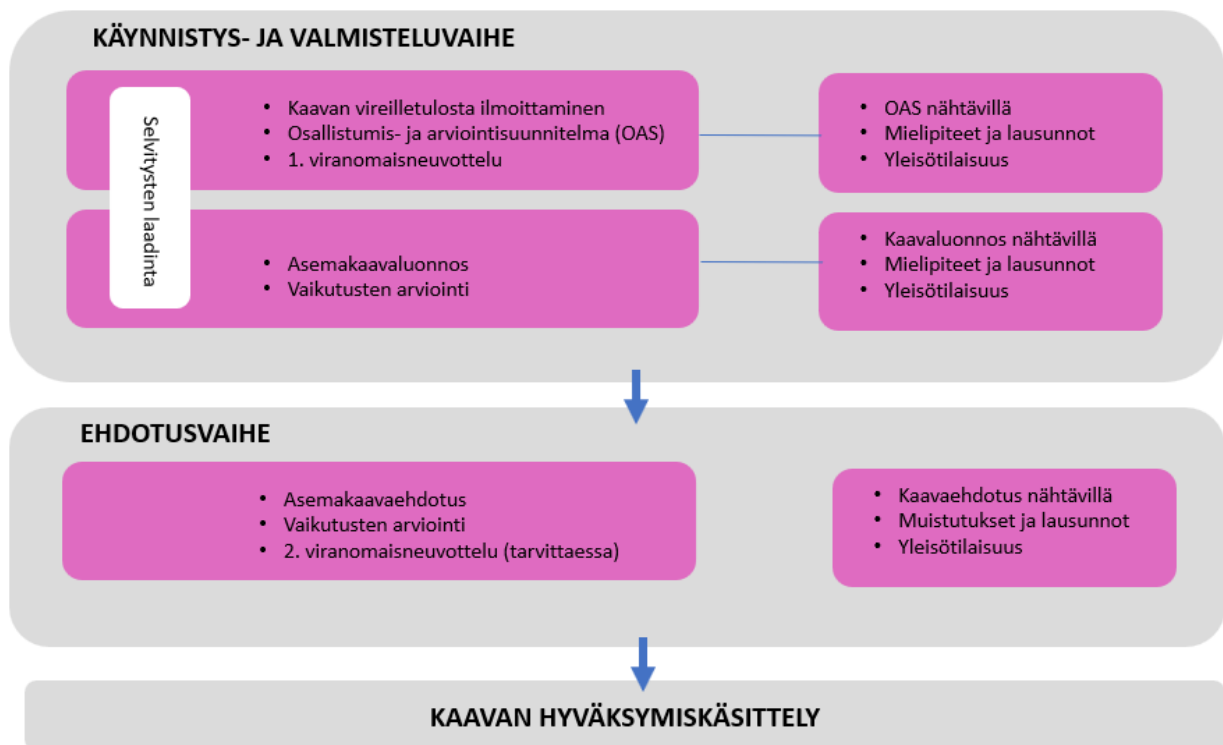 KÄYNNISTYS- JA VALMISTELUVAIHE
Selvitysten laadinta
• Kaavan vireilletulosta ilmoittaminen
• Osallistumis- ja arviointisuunnitelma (OAS)
• 1. viranomaisneuvottelu
• OAS nähtävillä
• Mielipiteet ja lausunnot
• Yleisötilaisuus
• Asemakaavaluonnos
• Vaikutusten arviointi
• Kaavaluonnos nähtävillä
• Mielipiteet ja lausunnot
• Yleisötilaisuus
EHDOTUSVAIHE
• Asemakaavaehdotus
• Vaikutusten arviointi
• 2. viranomaisneuvottelu (tarvittaessa)
• Kaavaehdotus nähtävillä
• Muistutukset ja lausunnot
• Yleisötilaisuus
KAAVAN HYVÄKSYMISKÄSITTELY